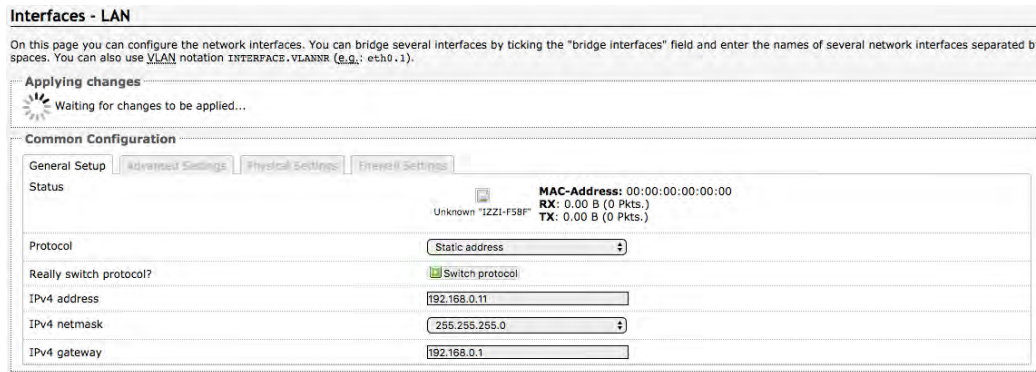 Interfaces - LAN
On this page you can configure the network interfaces. You can bridge several interfaces by ticking the "bridge interfaces" field and enter the names of several network interfaces separated b
spaces. You can also use VLAN notation INTERFACE.VLANNR (e.g.: eth0.1).
Applying changes
Waiting for changes to be applied...
Common Configuration
General Setup Advanced Settings Physical Settings Firewall Settings
Status
MAC-Address: 00:00:00:00:00:00
RX: 0.00 B (0 Pkts.)
Unknown "IZZI-F58F" TX: 0.00 B (0 Pkts.)
Protocol Static address
Really switch protocol? Switch protocol
IPv4 address 192.168.0.11
IPv4 netmask 255.255.255.0
IPv4 gateway 192.168.0.1